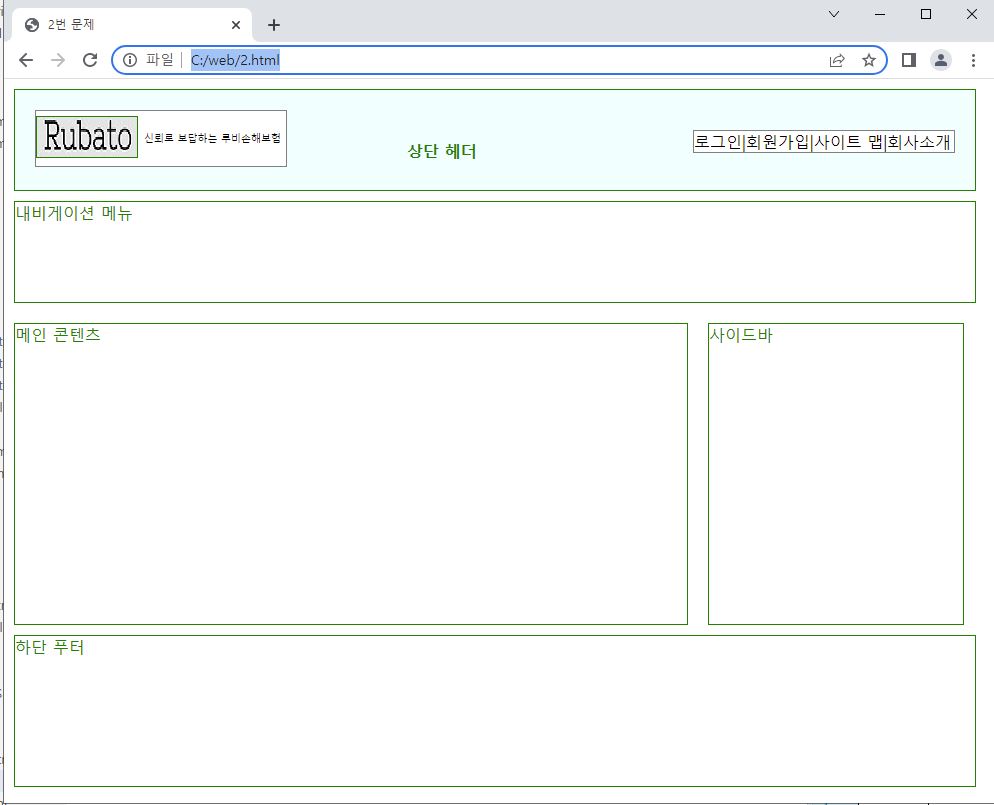 2번 문제
파일 C:/web/2.html
Rubato 신뢰로 보답하는 루비손해보험
상단 헤더
로그인|회원가입|사이트 맵|회사소개
내비게이션 메뉴
메인 콘텐츠
사이드바
하단 푸터